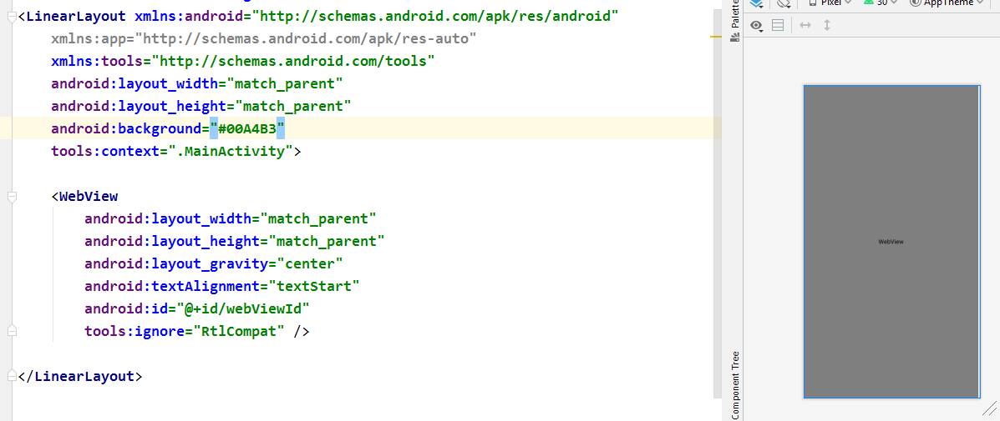 <LinearLayout xmlns:android="http://schemas.android.com/apk/res/android"
    xmlns:app="http://schemas.android.com/apk/res-auto"
    xmlns:tools="http://schemas.android.com/tools"
    android:layout_width="match_parent"
    android:layout_height="match_parent"
    android:background="#00A4B3"
    tools:context=".MainActivity">
    <WebView
        android:layout_width="match_parent"
        android:layout_height="match_parent"
        android:layout_gravity="center"
        android:textAlignment="textStart"
        android:id="@+id/webViewId"
        tools:ignore="RtlCompat" />
</LinearLayout>
Palette
Component Tree
Pixel 30 AppTheme
WebView